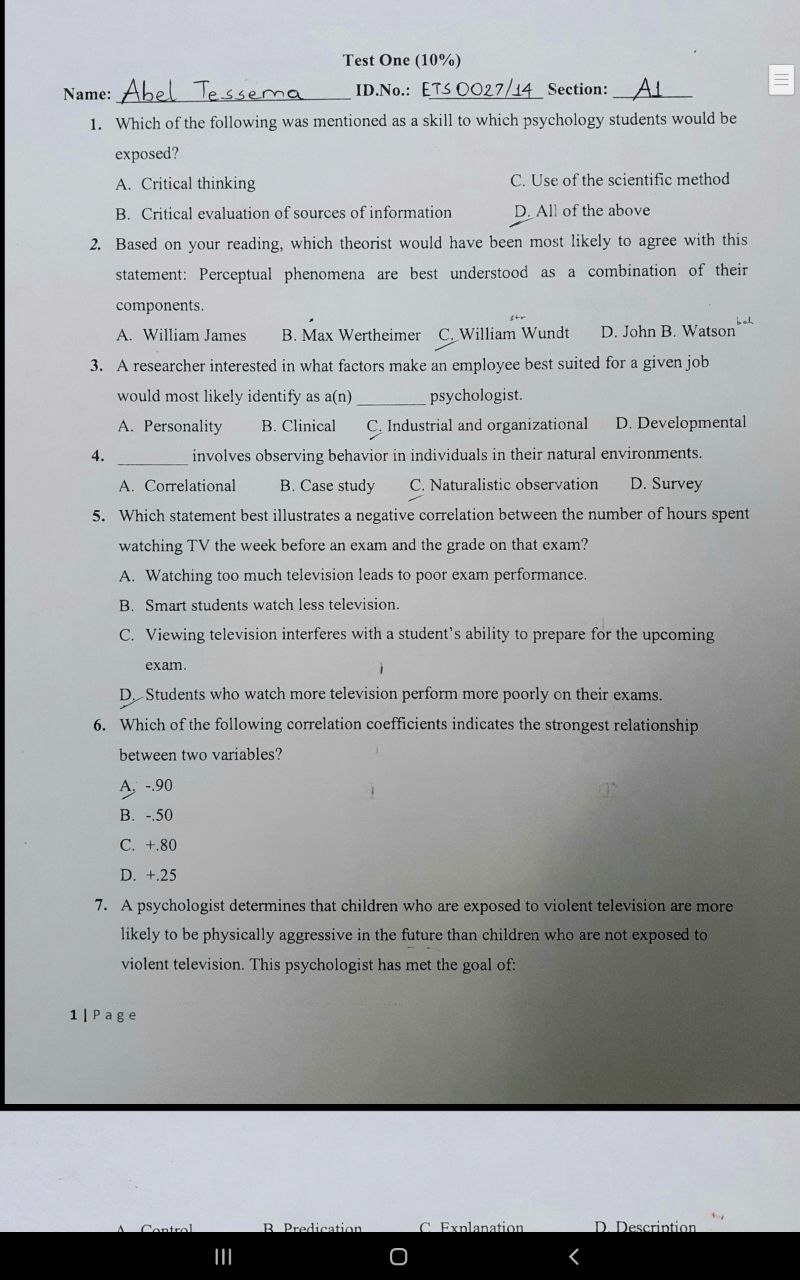 Test One (10%)
Name: Abel Tessema ID.No.: ETS 0027/14 Section: A1
1. Which of the following was mentioned as a skill to which psychology students would be
exposed?
A. Critical thinking C. Use of the scientific method
B. Critical evaluation of sources of information D. All of the above
2. Based on your reading, which theorist would have been most likely to agree with this
statement: Perceptual phenomena are best understood as a combination of their
components.
A. William James B. Max Wertheimer C. William Wundt D. John B. Watson
3. A researcher interested in what factors make an employee best suited for a given job
would most likely identify as a(n) ________ psychologist.
A. Personality B. Clinical C. Industrial and organizational D. Developmental
4. ________ involves observing behavior in individuals in their natural environments.
A. Correlational B. Case study C. Naturalistic observation D. Survey
5. Which statement best illustrates a negative correlation between the number of hours spent
watching TV the week before an exam and the grade on that exam?
A. Watching too much television leads to poor exam performance.
B. Smart students watch less television.
C. Viewing television interferes with a student's ability to prepare for the upcoming
exam.
D. Students who watch more television perform more poorly on their exams.
6. Which of the following correlation coefficients indicates the strongest relationship
between two variables?
A. -.90
B. -.50
C. +.80
D. +.25
7. A psychologist determines that children who are exposed to violent television are more
likely to be physically aggressive in the future than children who are not exposed to
violent television. This psychologist has met the goal of:
1 | Page
A. Control B. Predication C. Explanation D. Description